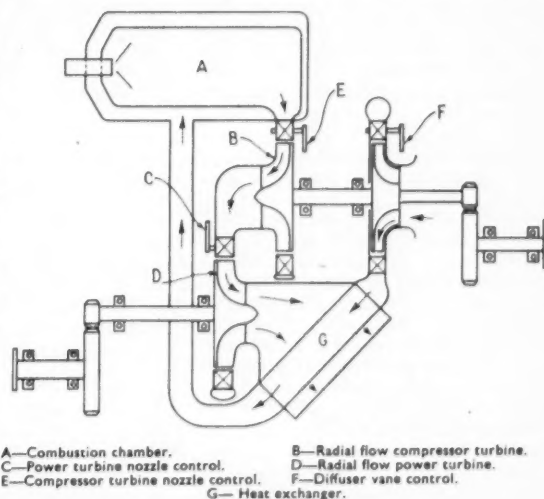 A
B
E
F
C
D
G
A—Combustion chamber. B—Radial flow compressor turbine.
C—Power turbine nozzle control. D—Radial flow power turbine.
E—Compressor turbine nozzle control. F—Diffuser vane control.
G— Heat exchanger.